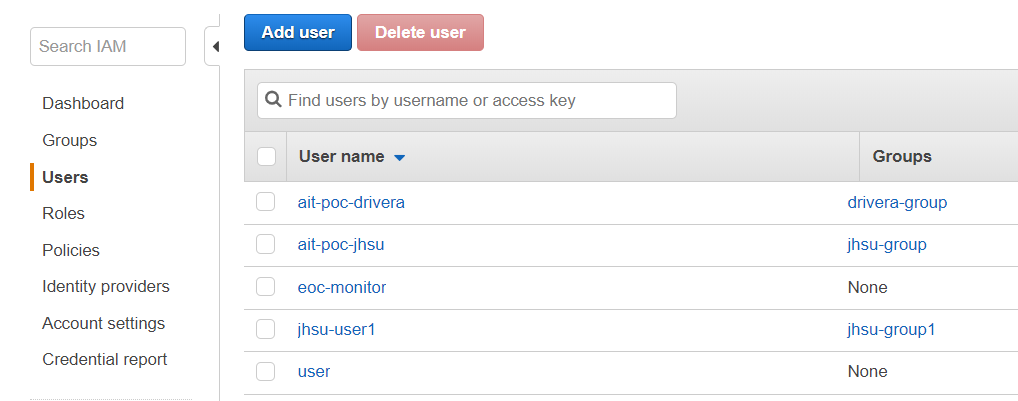 Search IAM
Dashboard
Groups
Users
Roles
Policies
Identity providers
Account settings
Credential report
Add user
Delete user
Find users by username or access key
User name
Groups
ait-poc-drivera
drivera-group
ait-poc-jhsu
jhsu-group
eoc-monitor
None
jhsu-user1
jhsu-group1
user
None